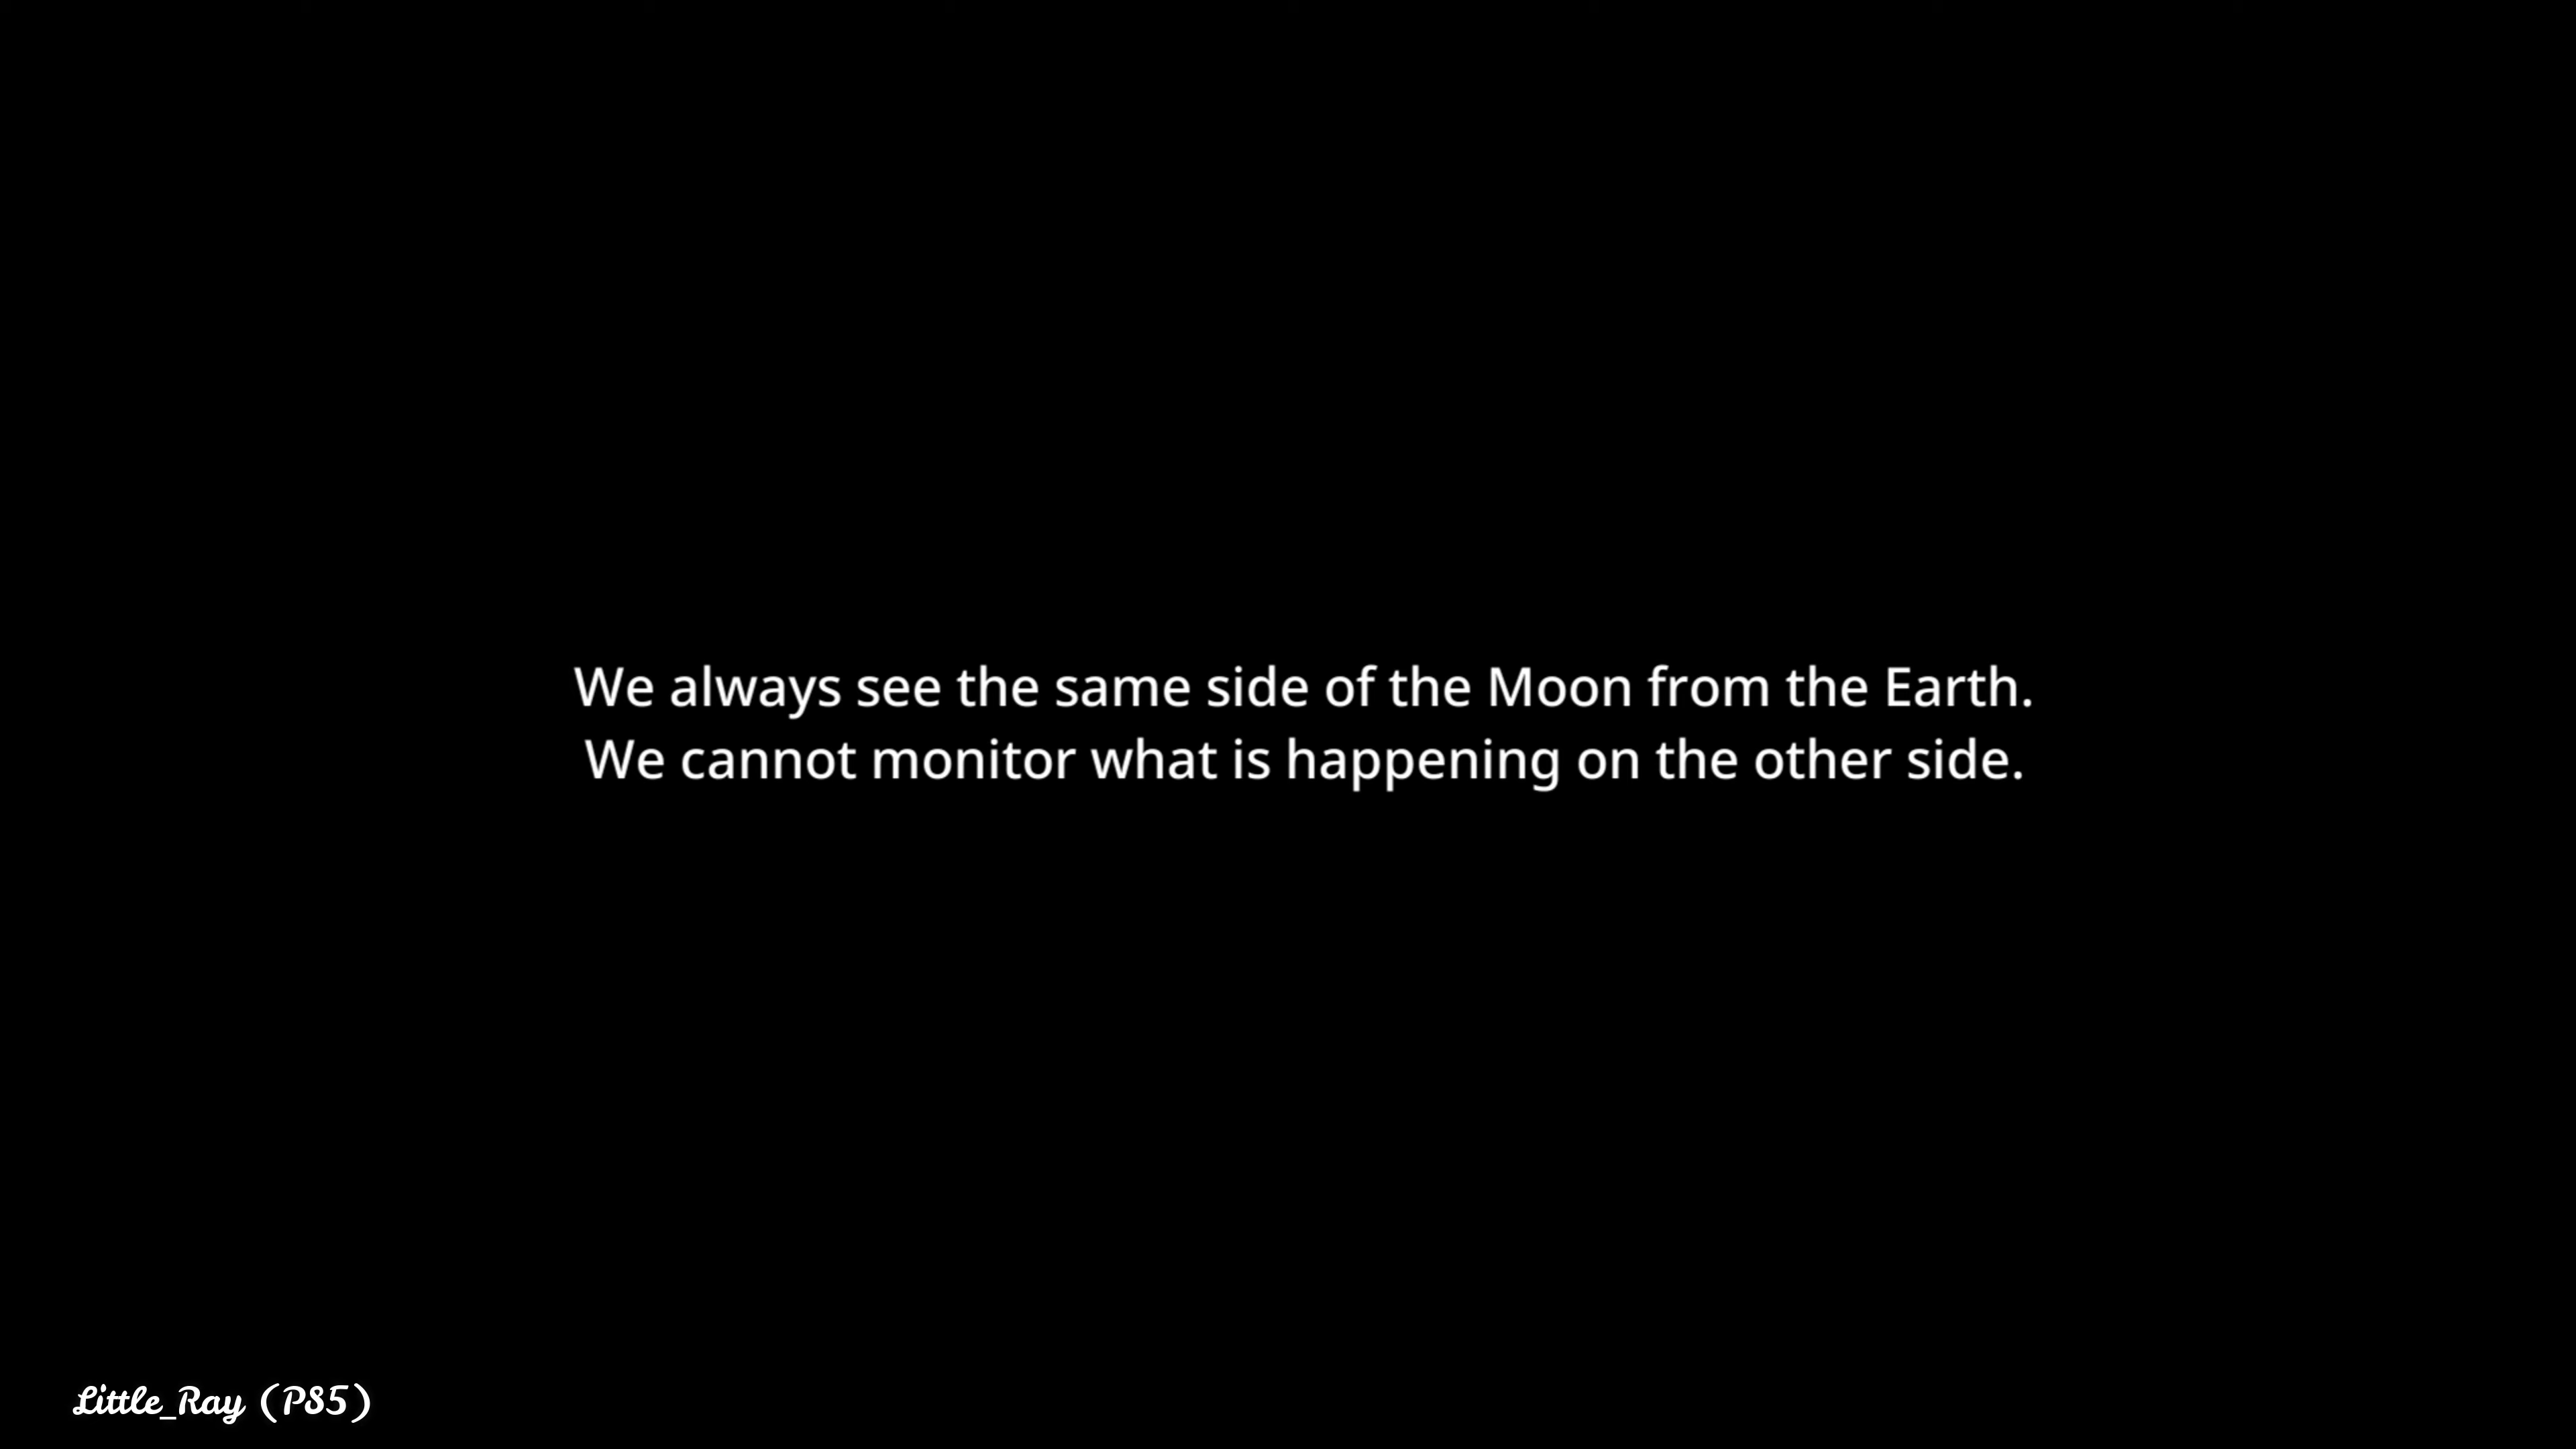 We always see the same side of the Moon from the Earth.
We cannot monitor what is happening on the other side.
Little_Ray (P85)